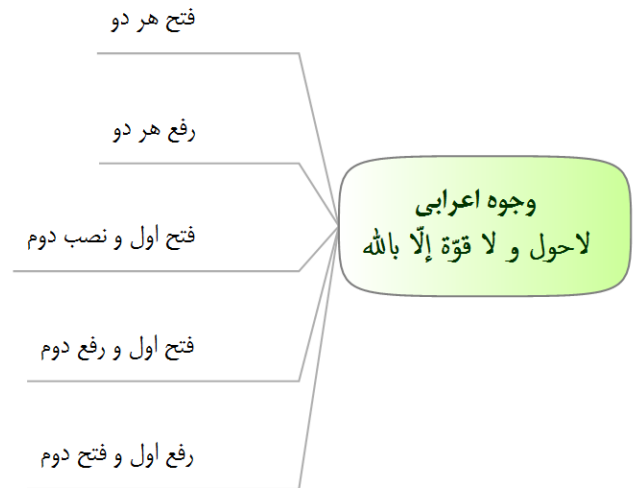 وجوه اعرابی
لاحول و لا قوّة إلّا بالله
فتح هر دو
رفع هر دو
فتح اول و نصب دوم
فتح اول و رفع دوم
رفع اول و فتح دوم